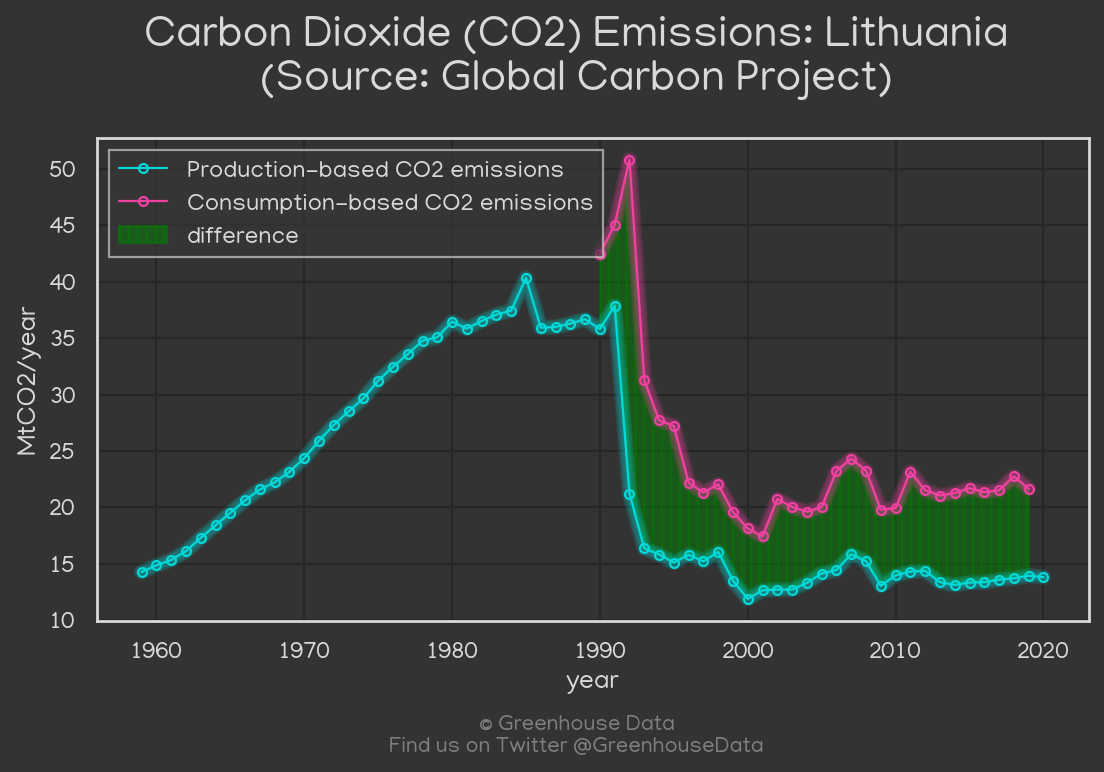 Carbon Dioxide (CO2) Emissions: Lithuania
(Source: Global Carbon Project)
Production-based CO2 emissions
Consumption-based CO2 emissions
difference
50
45
40
35
30
25
20
15
10
MtCO2/year
1960 1970 1980 1990 2000 2010 2020
year
© Greenhouse Data
Find us on Twitter @GreenhouseData